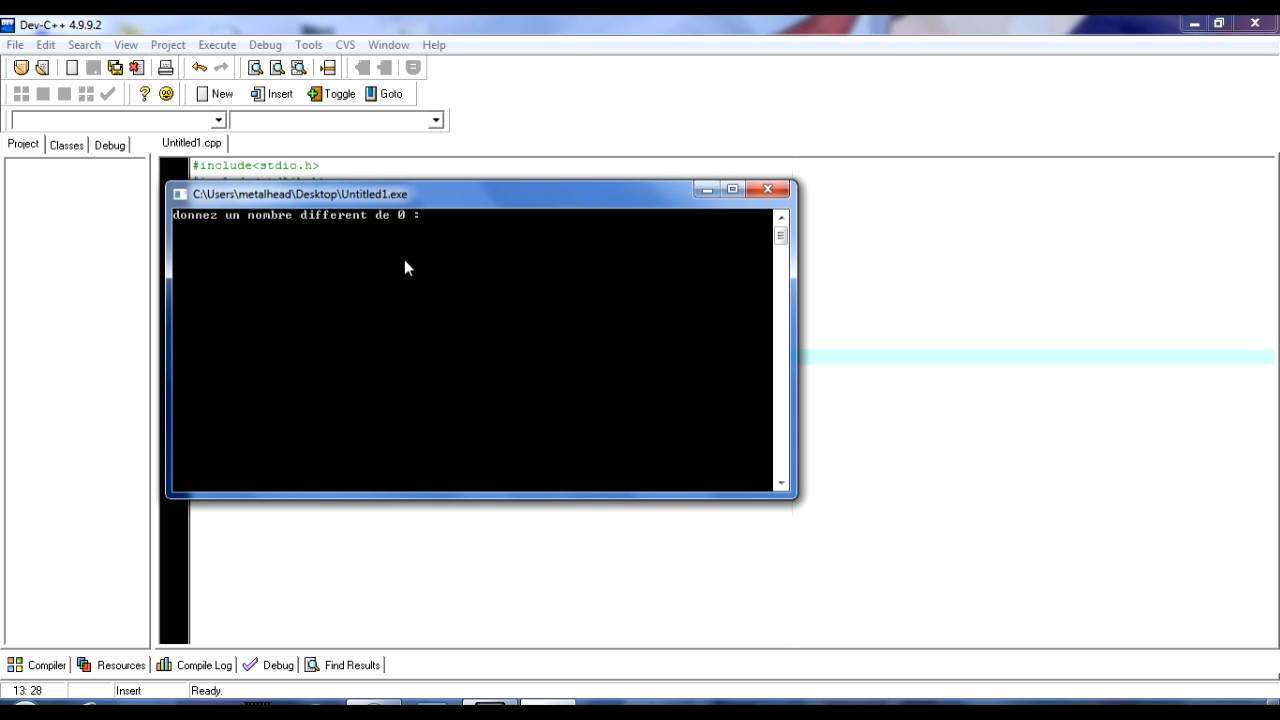 Dev-C++ 4.9.9.2
File Edit Search View Project Execute Debug Tools CVS Window Help
New Insert Toggle Goto
Project Classes Debug Untitled1.cpp
#include<stdio.h>
C:\Users\metalhead\Desktop\Untitled1.exe
donnez un nombre different de 0 :
Compiler Resources Compile Log Debug Find Results
13: 28 Insert Ready.